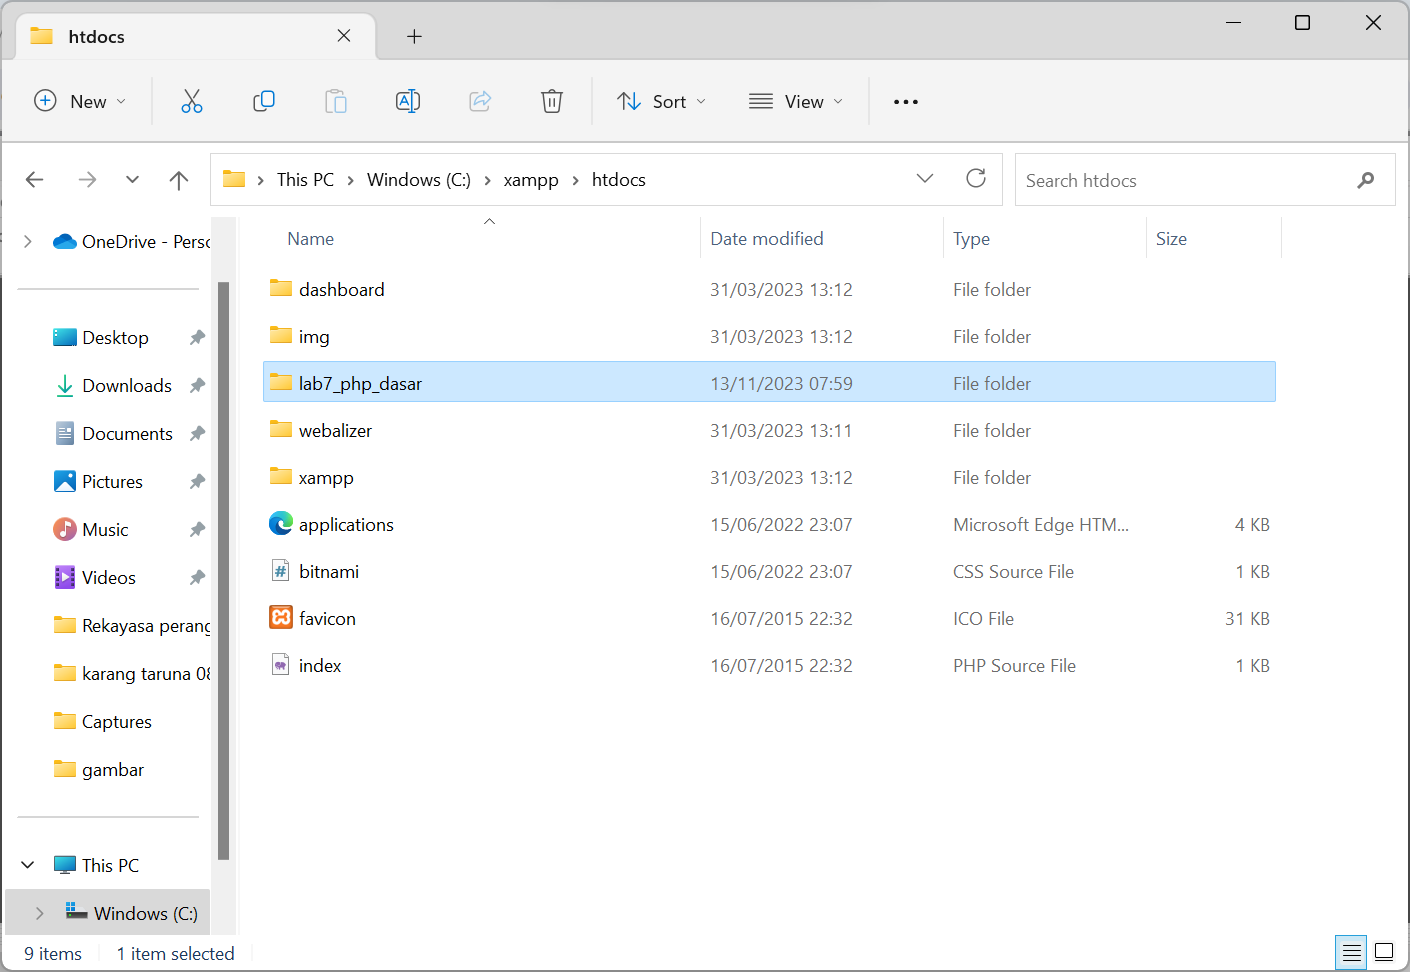 htdocs
New
Sort
View
This PC > Windows (C:) > xampp > htdocs
Search htdocs
OneDrive - Perso
Desktop
Downloads
Documents
Pictures
Music
Videos
Rekayasa perang
karang taruna 08
Captures
gambar
This PC
Windows (C:)
Name Date modified Type Size
dashboard 31/03/2023 13:12 File folder
img 31/03/2023 13:12 File folder
lab7_php_dasar 13/11/2023 07:59 File folder
webalizer 31/03/2023 13:11 File folder
xampp 31/03/2023 13:12 File folder
applications 15/06/2022 23:07 Microsoft Edge HTM... 4 KB
bitnami 15/06/2022 23:07 CSS Source File 1 KB
favicon 16/07/2015 22:32 ICO File 31 KB
index 16/07/2015 22:32 PHP Source File 1 KB
9 items 1 item selected